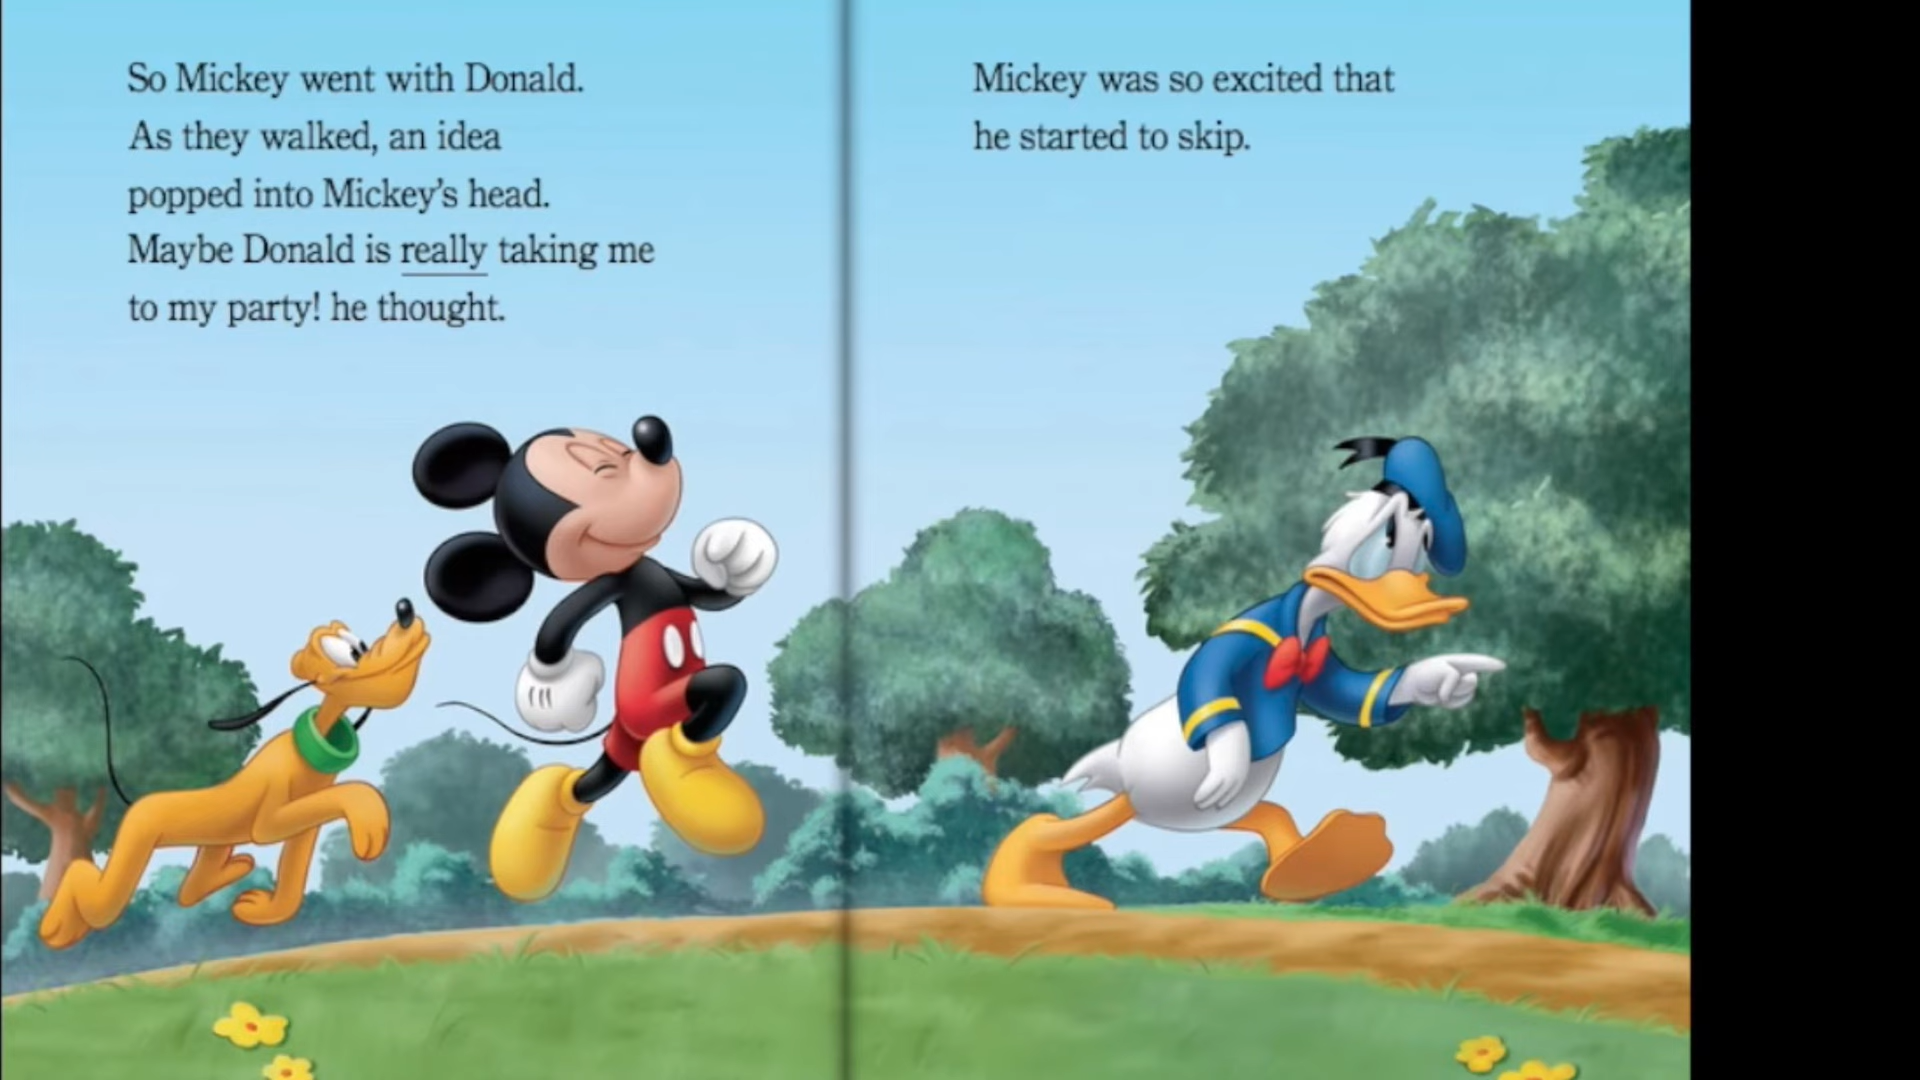 So Mickey went with Donald.
As they walked, an idea
popped into Mickey's head.
Maybe Donald is really taking me
to my party! he thought.
Mickey was so excited that
he started to skip.